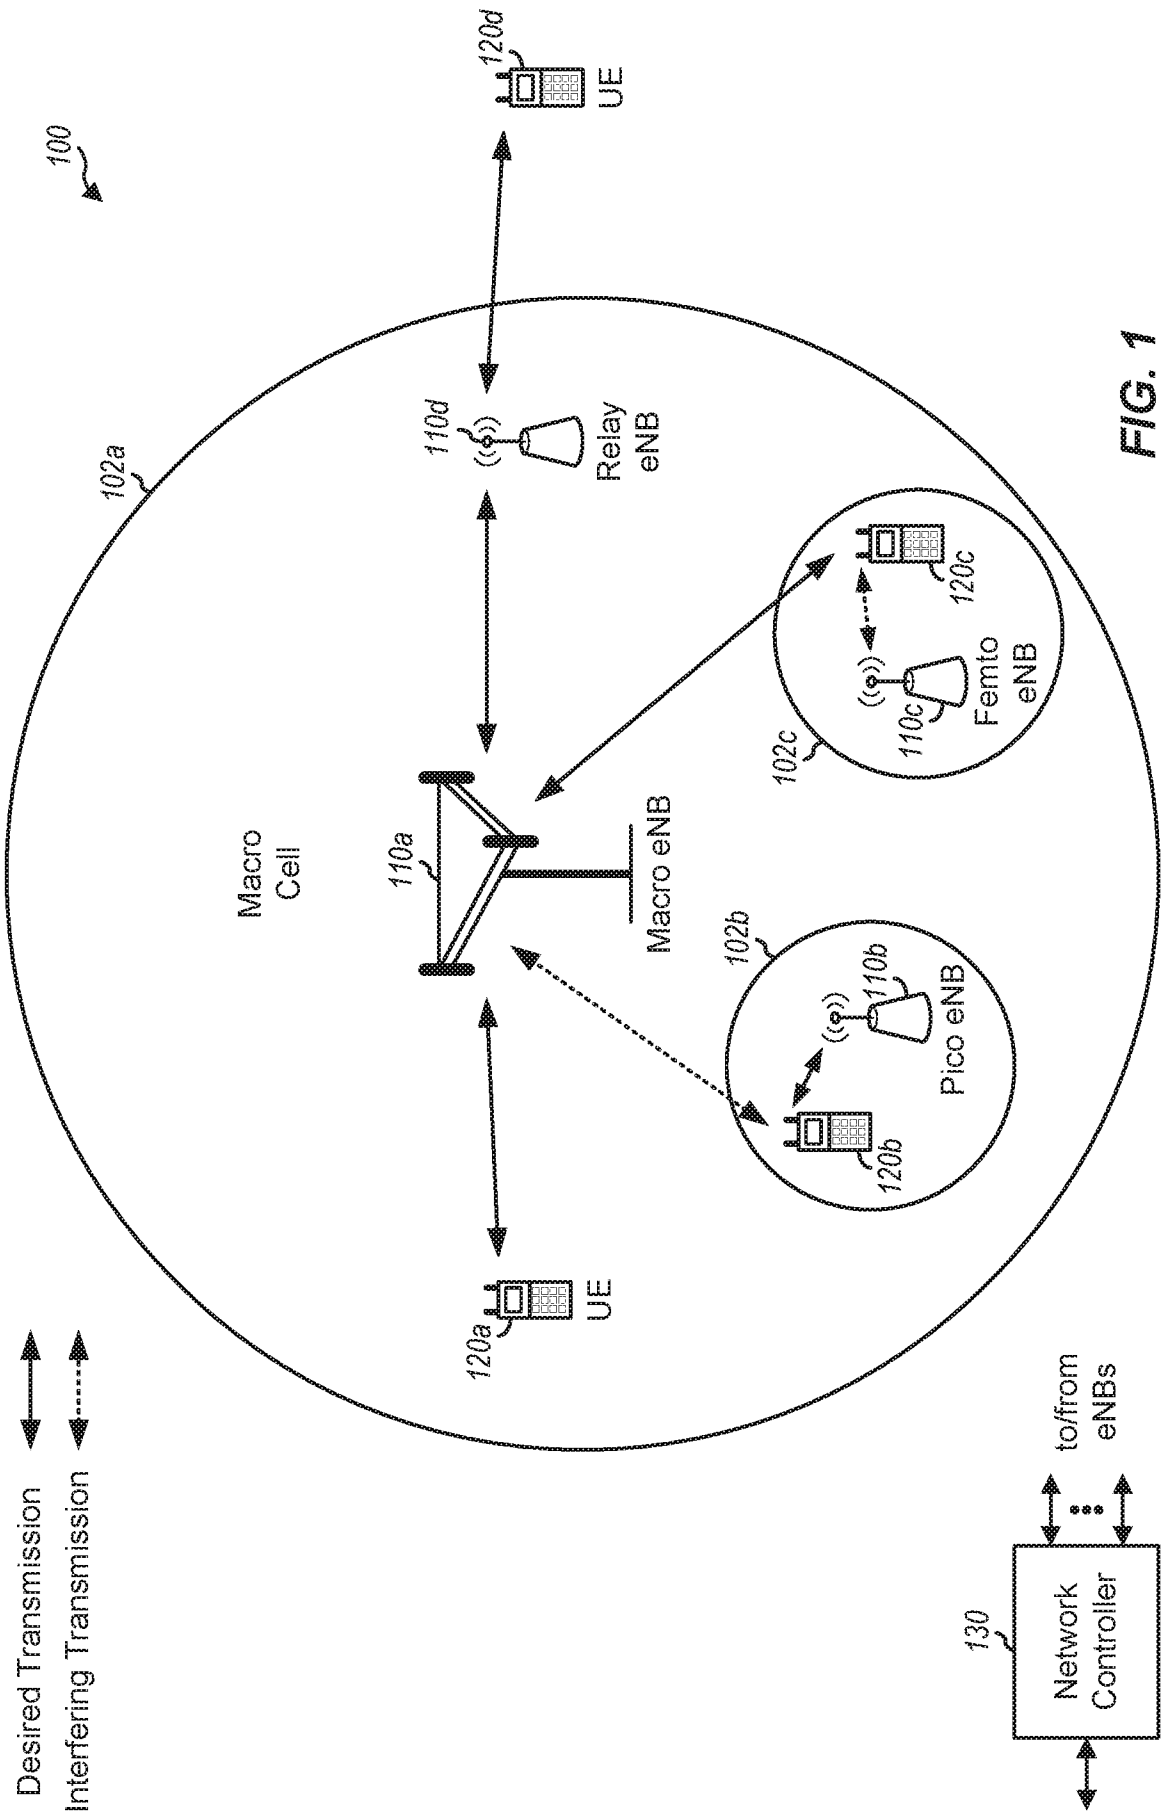 Desired Transmission
Interfering Transmission
100
102a
Macro
Cell
110a
Macro eNB
120a
UE
110d
Relay
eNB
120d
UE
102b
120b
110b
Pico eNB
102c
110c
Femto
eNB
120c
130
Network
Controller
to/from
eNBs
FIG. 1